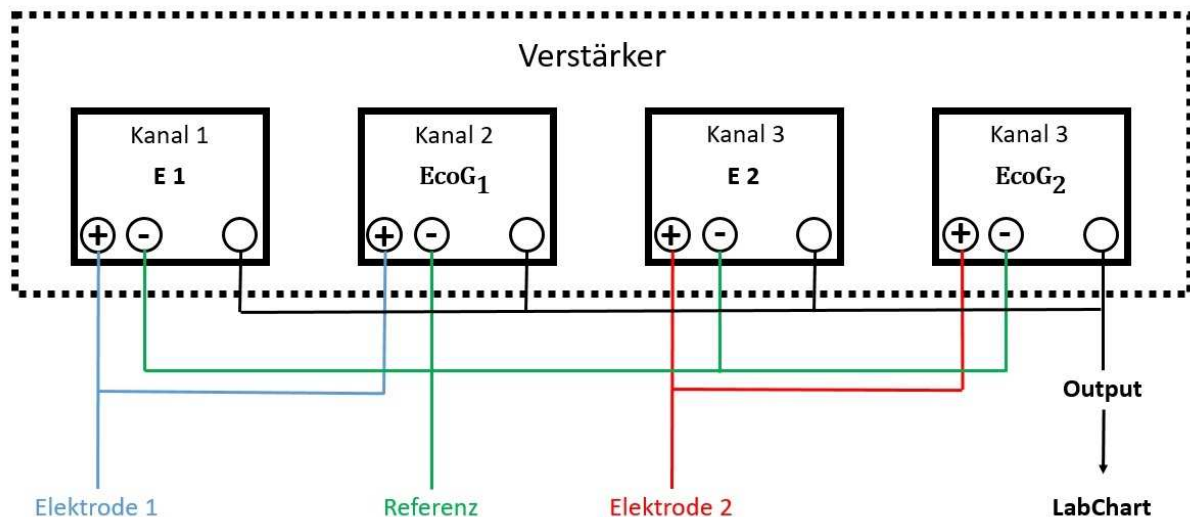 Verstärker
Kanal 1
E 1
+ -
Kanal 2
EcoG1
+ -
Kanal 3
E 2
+ -
Kanal 3
EcoG2
+ -
Output
Elektrode 1
Referenz
Elektrode 2
LabChart